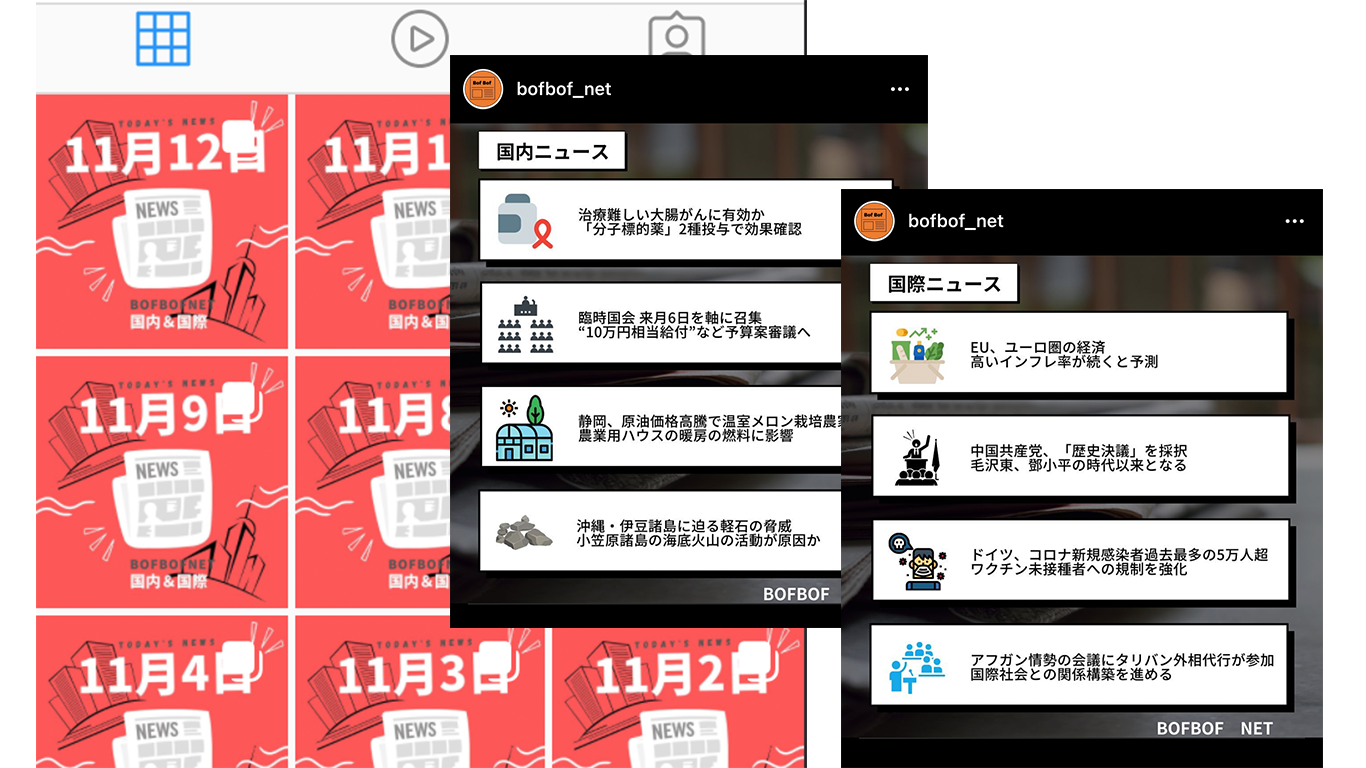 TODAY'S NEWS
11月12日
NEWS
BOFBOFNET
国内＆国際
11月1
NEWS
BOFBO
国内＆国
TODAY'S NEWS
11月9日
NEWS
BOFBOFNET
国内＆国際
11月8
NEWS
BOFBO
国内＆国
TODAY'S NEWS
11月4日
NEWS
TODAY'S NEWS
11月3日
NEWS
TODAY'S NEWS
11月2日
NEWS
Bof Bof
bofbof_net
国内ニュース
治療難しい大腸がんに有効か
「分子標的薬」2種投与で効果確認
臨時国会 来月6日を軸に召集
“10万円相当給付”など予算案審議へ
静岡、原油価格高騰で温室メロン栽培農家
農業用ハウスの暖房の燃料に影響
沖縄・伊豆諸島に迫る軽石の脅威
小笠原諸島の海底火山の活動が原因か
BOFBOF
Bof Bof
bofbof_net
国際ニュース
EU、ユーロ圏の経済
高いインフレ率が続くと予測
中国共産党、「歴史決議」を採択
毛沢東、鄧小平の時代以来となる
ドイツ、コロナ新規感染者過去最多の5万人超
ワクチン未接種者への規制を強化
アフガン情勢の会議にタリバン外相代行が参加
国際社会との関係構築を進める
BOFBOF NET